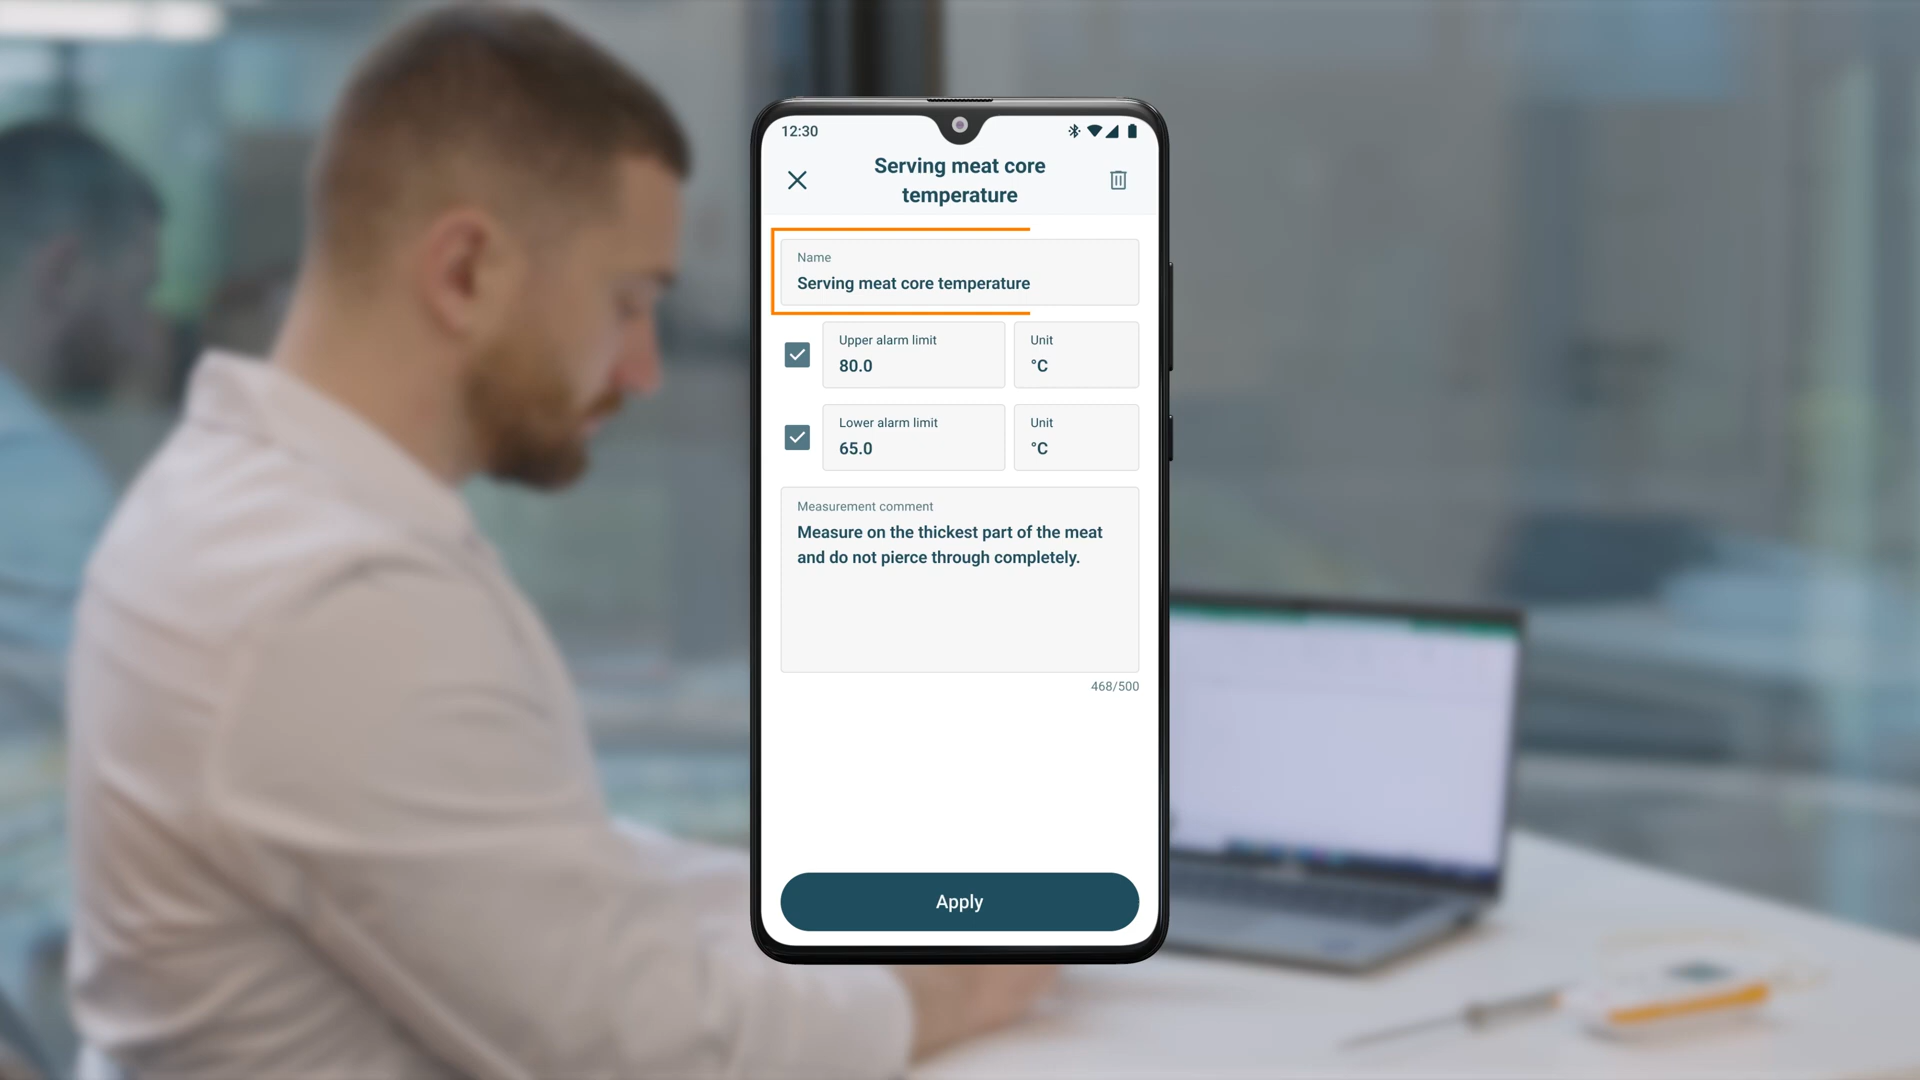 12:30
Serving meat core
temperature
Name
Serving meat core temperature
Upper alarm limit
80.0
Unit
°C
Lower alarm limit
65.0
Unit
°C
Measurement comment
Measure on the thickest part of the meat
and do not pierce through completely.
468/500
Apply